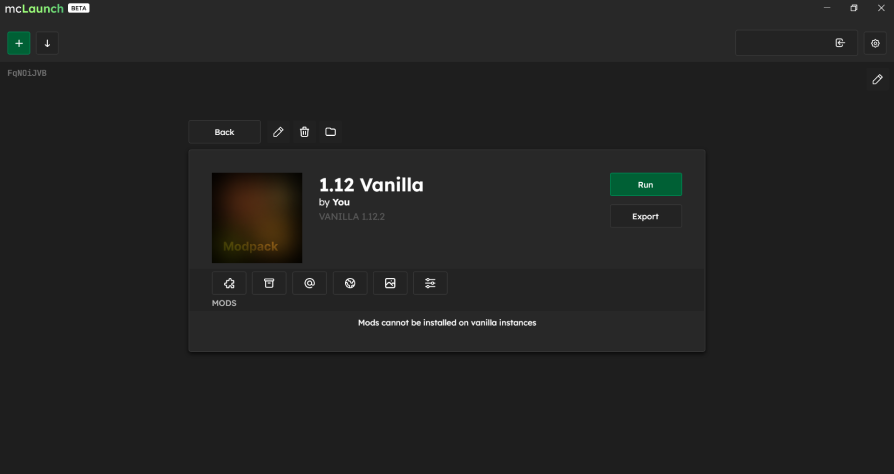 mcLaunch BETA
FqNOiJVB
Back
1.12 Vanilla
by You
VANILLA 1.12.2
Modpack
Run
Export
MODS
Mods cannot be installed on vanilla instances